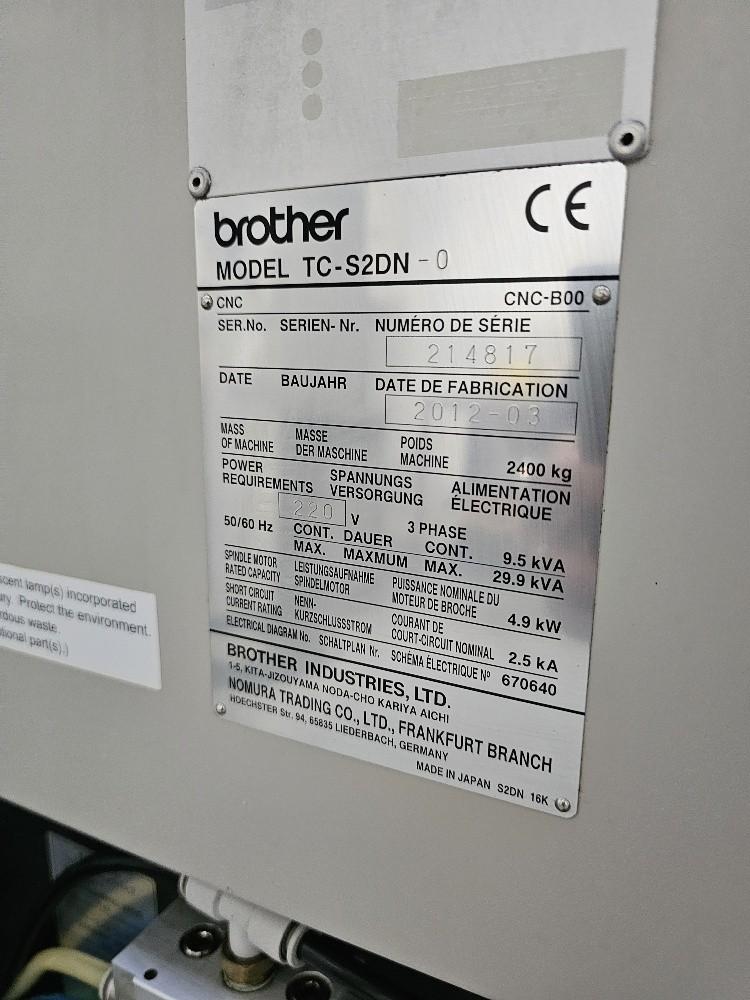 brother
CE
MODEL TC-S2DN - 0
CNC CNC-B00
SER.No. SERIEN- Nr. NUMÉRO DE SÉRIE
214817
DATE BAUJAHR DATE DE FABRICATION
2012-03
MASS OF MACHINE MASSE DER MASCHINE POIDS MACHINE 2400 kg
POWER REQUIREMENTS SPANNUNGS VERSORGUNG ALIMENTATION ÉLECTRIQUE
220 V 3 PHASE
50/60 Hz CONT. DAUER CONT. 9.5 kVA
MAX. MAXMUM MAX. 29.9 kVA
SPINDLE MOTOR RATED CAPACITY LEISTUNGSAUFNAHME SPINDELMOTOR PUISSANCE NOMINALE DU MOTEUR DE BROCHE 4.9 kW
SHORT CIRCUIT CURRENT RATING NENN- KURZSCHLUSSSTROM COURANT DE COURT-CIRCUIT NOMINAL 2.5 kA
ELECTRICAL DIAGRAM No. SCHALTPLAN Nr. SCHÉMA ÉLECTRIQUE Nº 670640
BROTHER INDUSTRIES, LTD.
1-5, KITA-JIZOUYAMA NODA-CHO KARIYA AICHI
NOMURA TRADING CO., LTD., FRANKFURT BRANCH
HOECHSTER Str. 94, 65835 LIEDERBACH, GERMANY
MADE IN JAPAN S2DN 16K
lamp(s) incorporated
Protect the environment.
waste.
part(s).)